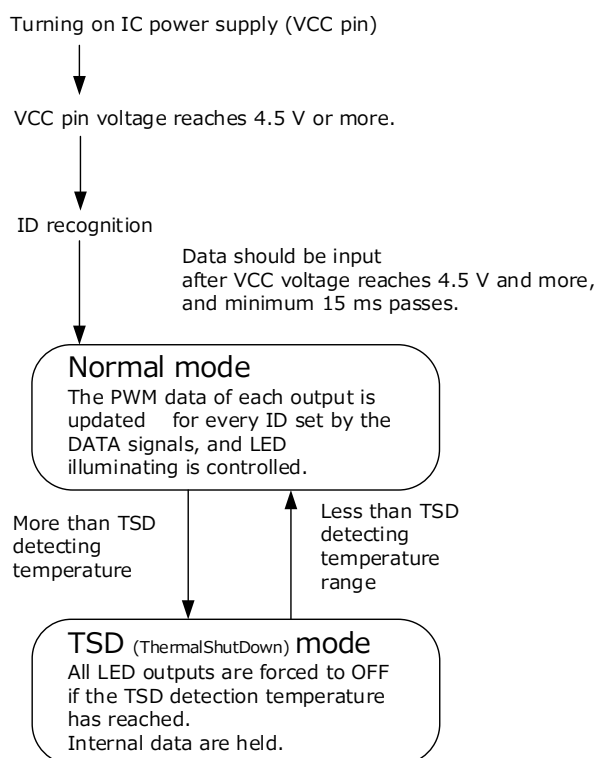 Turning on IC power supply (VCC pin)
VCC pin voltage reaches 4.5 V or more.
ID recognition
Data should be input
after VCC voltage reaches 4.5 V and more,
and minimum 15 ms passes.
Normal mode
The PWM data of each output is
updated for every ID set by the
DATA signals, and LED
illuminating is controlled.
More than TSD
detecting
temperature
Less than TSD
detecting
temperature
range
TSD (ThermalShutDown) mode
All LED outputs are forced to OFF
if the TSD detection temperature
has reached.
Internal data are held.